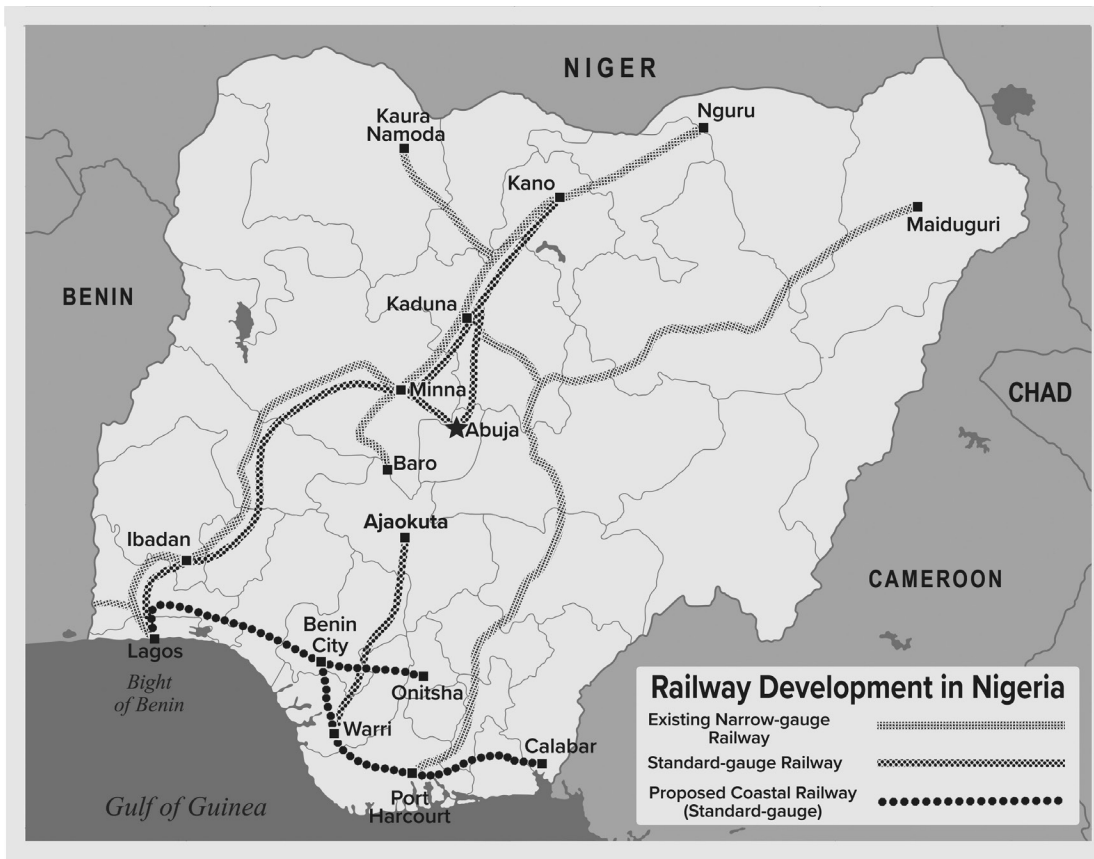 NIGER
Kaura
Namoda
Nguru
Kano
Maiduguri
BENIN
Kaduna
Minna
CHAD
Abuja
Baro
Ajaokuta
Ibadan
CAMEROON
Benin
City
Lagos
Onitsha
Bight
of Benin
Warri
Calabar
Port
Harcourt
Gulf of Guinea
Railway Development in Nigeria
Existing Narrow-gauge
Railway
Standard-gauge Railway
Proposed Coastal Railway
(Standard-gauge)